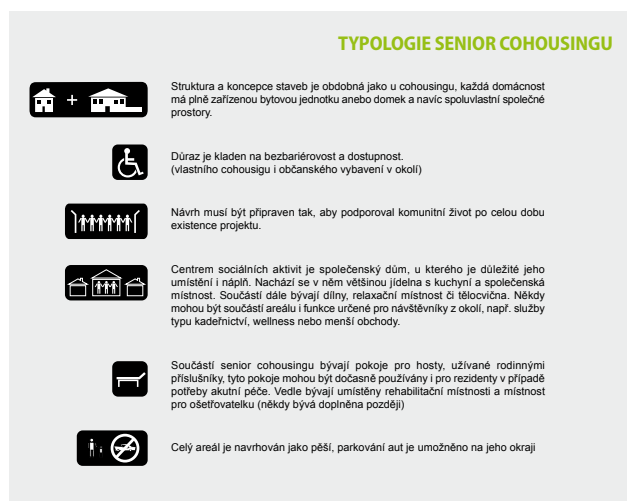 TYPOLOGIE SENIOR COHOUSINGU
Struktura a koncepce staveb je obdobná jako u cohousingu, každá domácnost
má plně zařízenou bytovou jednotku anebo domek a navíc spoluvlastní společné
prostory.
Důraz je kladen na bezbariérovost a dostupnost.
(vlastního cohousigu i občanského vybavení v okolí)
Návrh musí být připraven tak, aby podporoval komunitní život po celou dobu
existence projektu.
Centrem sociálních aktivit je společenský dům, u kterého je důležité jeho
umístění i náplň. Nachází se v něm většinou jídelna s kuchyní a společenská
místnost. Součástí dále bývají dílny, relaxační místnost či tělocvična. Někdy
mohou být součástí areálu i funkce určené pro návštěvníky z okolí, např. služby
typu kadeřnictví, wellness nebo menší obchody.
Součástí senior cohousingu bývají pokoje pro hosty, užívané rodinnými
příslušníky, tyto pokoje mohou být dočasně používány i pro rezidenty v případě
potřeby akutní péče. Vedle bývají umístěny rehabilitační místnosti a místnost
pro ošetřovatelku (někdy bývá doplněna později)
Celý areál je navrhován jako pěší, parkování aut je umožněno na jeho okraji